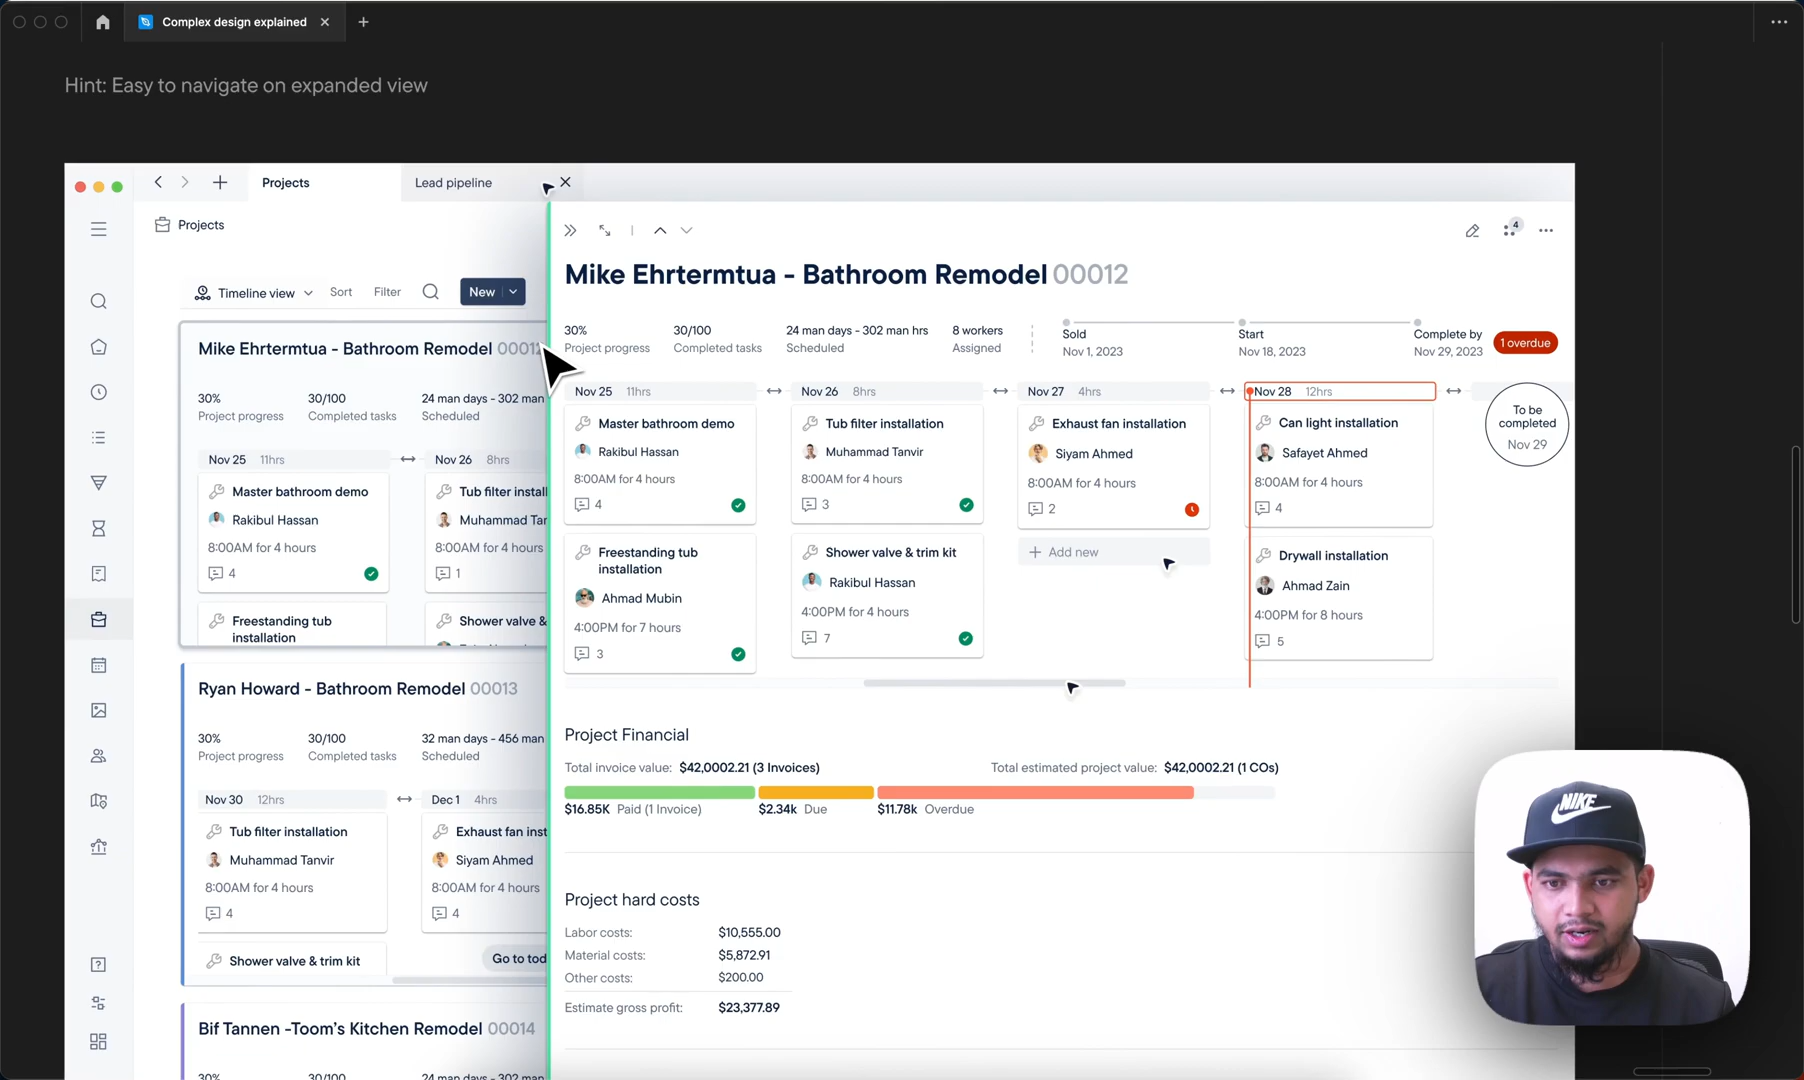 Complex design explained
Hint: Easy to navigate on expanded view
Projects
Lead pipeline
Projects
Timeline view
Sort
Filter
New
Mike Ehrtermtua - Bathroom Remodel 00012
30%
Project progress
30/100
Completed tasks
24 man days - 302 man
Scheduled
Nov 25 11hrs
Nov 26 8hrs
Master bathroom demo
Rakibul Hassan
8:00AM for 4 hours
4
Tub filter install
Muhammad Tan
8:00AM for 4 hours
1
Freestanding tub
installation
Shower valve &
Ryan Howard - Bathroom Remodel 00013
30%
Project progress
30/100
Completed tasks
32 man days - 456 man
Scheduled
Nov 30 12hrs
Dec 1 4hrs
Tub filter installation
Muhammad Tanvir
8:00AM for 4 hours
4
Exhaust fan inst
Siyam Ahmed
8:00AM for 4 hours
4
Shower valve & trim kit
Go to tod
Bif Tannen -Toom's Kitchen Remodel 00014
30%
30/100
24 man days - 302 man
4
Mike Ehrtermtua - Bathroom Remodel 00012
30%
Project progress
30/100
Completed tasks
24 man days - 302 man hrs
Scheduled
8 workers
Assigned
Sold
Nov 1, 2023
Start
Nov 18, 2023
Complete by
Nov 29, 2023
1 overdue
Nov 25 11hrs
Nov 26 8hrs
Nov 27 4hrs
Nov 28 12hrs
Master bathroom demo
Rakibul Hassan
8:00AM for 4 hours
4
Freestanding tub
installation
Ahmad Mubin
4:00PM for 7 hours
3
Tub filter installation
Muhammad Tanvir
8:00AM for 4 hours
3
Shower valve & trim kit
Rakibul Hassan
4:00PM for 4 hours
7
Exhaust fan installation
Siyam Ahmed
8:00AM for 4 hours
2
Add new
Can light installation
Safayet Ahmed
8:00AM for 4 hours
4
Drywall installation
Ahmad Zain
4:00PM for 8 hours
5
To be
completed
Nov 29
Project Financial
Total invoice value: $42,0002.21 (3 Invoices)
Total estimated project value: $42,0002.21 (1 COs)
$16.85K Paid (1 Invoice)
$2.34k Due
$11.78k Overdue
Project hard costs
Labor costs: $10,555.00
Material costs: $5,872.91
Other costs: $200.00
Estimate gross profit: $23,377.89
NIKE